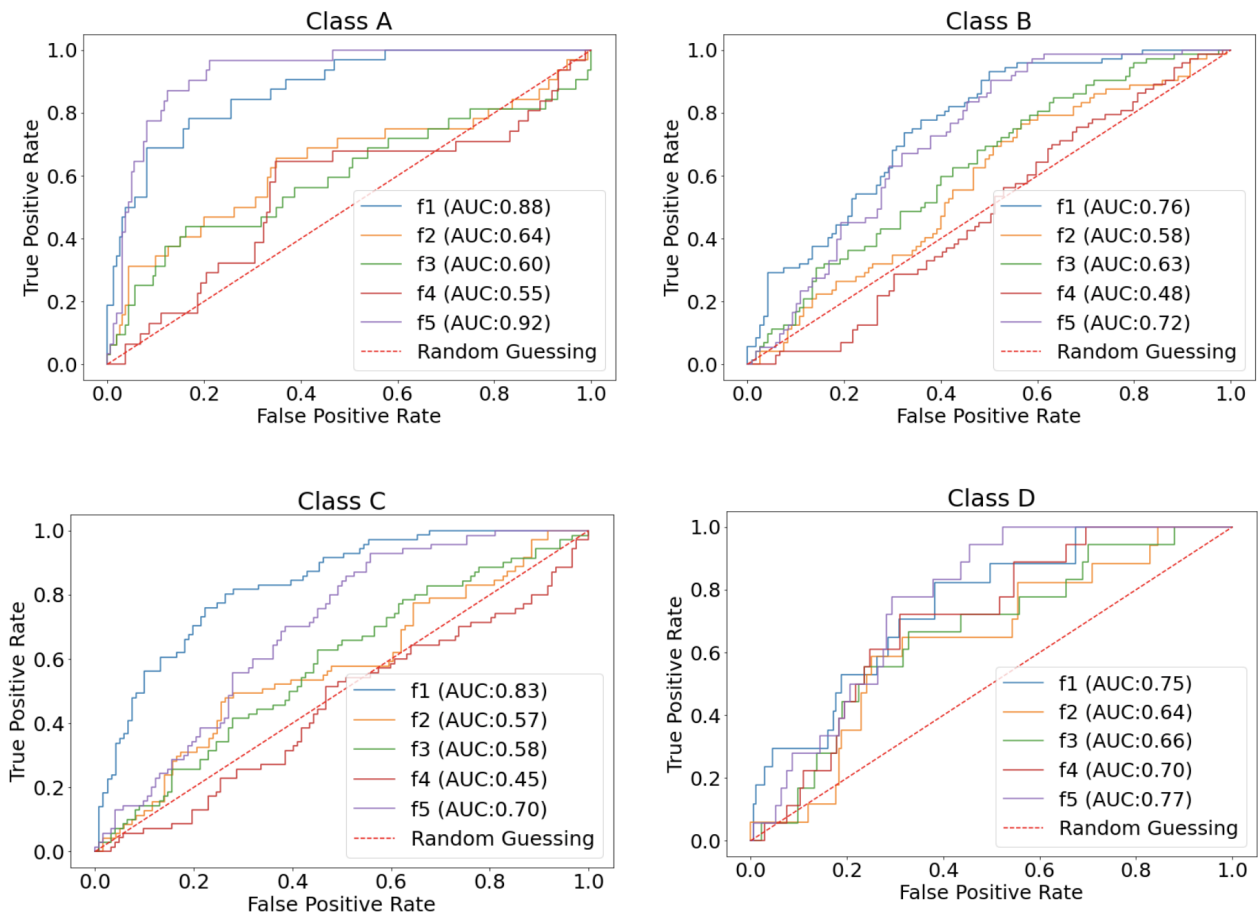 Class A
1.0
0.8
0.6
0.4
0.2
0.0
True Positive Rate
f1 (AUC:0.88)
f2 (AUC:0.64)
f3 (AUC:0.60)
f4 (AUC:0.55)
f5 (AUC:0.92)
Random Guessing
0.0 0.2 0.4 0.6 0.8 1.0
False Positive Rate
Class B
1.0
0.8
0.6
0.4
0.2
0.0
True Positive Rate
f1 (AUC:0.76)
f2 (AUC:0.58)
f3 (AUC:0.63)
f4 (AUC:0.48)
f5 (AUC:0.72)
Random Guessing
0.0 0.2 0.4 0.6 0.8 1.0
False Positive Rate
Class C
1.0
0.8
0.6
0.4
0.2
0.0
True Positive Rate
f1 (AUC:0.83)
f2 (AUC:0.57)
f3 (AUC:0.58)
f4 (AUC:0.45)
f5 (AUC:0.70)
Random Guessing
0.0 0.2 0.4 0.6 0.8 1.0
False Positive Rate
Class D
1.0
0.8
0.6
0.4
0.2
0.0
True Positive Rate
f1 (AUC:0.75)
f2 (AUC:0.64)
f3 (AUC:0.66)
f4 (AUC:0.70)
f5 (AUC:0.77)
Random Guessing
0.0 0.2 0.4 0.6 0.8 1.0
False Positive Rate